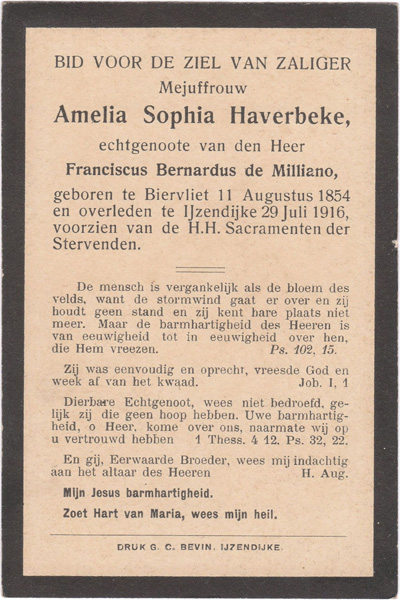 BID VOOR DE ZIEL VAN ZALIGER
Mejuffrouw
Amelia Sophia Haverbeke,
echtgenoote van den Heer
Franciscus Bernardus de Milliano,
geboren te Biervliet 11 Augustus 1854
en overleden te IJzendijke 29 Juli 1916,
voorzien van de H.H. Sacramenten der
Stervenden.
De mensch is vergankelijk als de bloem des
velds, want de stormwind gaat er over en zij
houdt geen stand en zij kent hare plaats niet
meer. Maar de barmhartigheid des Heeren is
van eeuwigheid tot in eeuwigheid over hen,
die Hem vreezen. Ps. 102, 15.
Zij was eenvoudig en oprecht, vreesde God en
week af van het kwaad. Job. I, 1
Dierbare Echtgenoot, wees niet bedroefd, ge-
lijk zij die geen hoop hebben. Uwe barmhartig-
heid, o Heer, kome over ons, naarmate wij op
u vertrouwd hebben 1 Thess. 4 12. Ps. 32, 22.
En gij, Eerwaarde Broeder, wees mij indachtig
aan het altaar des Heeren H. Aug.
Mijn Jesus barmhartigheid.
Zoet Hart van Maria, wees mijn heil.
DRUK G. C. BEVIN. IJZENDIJKE.